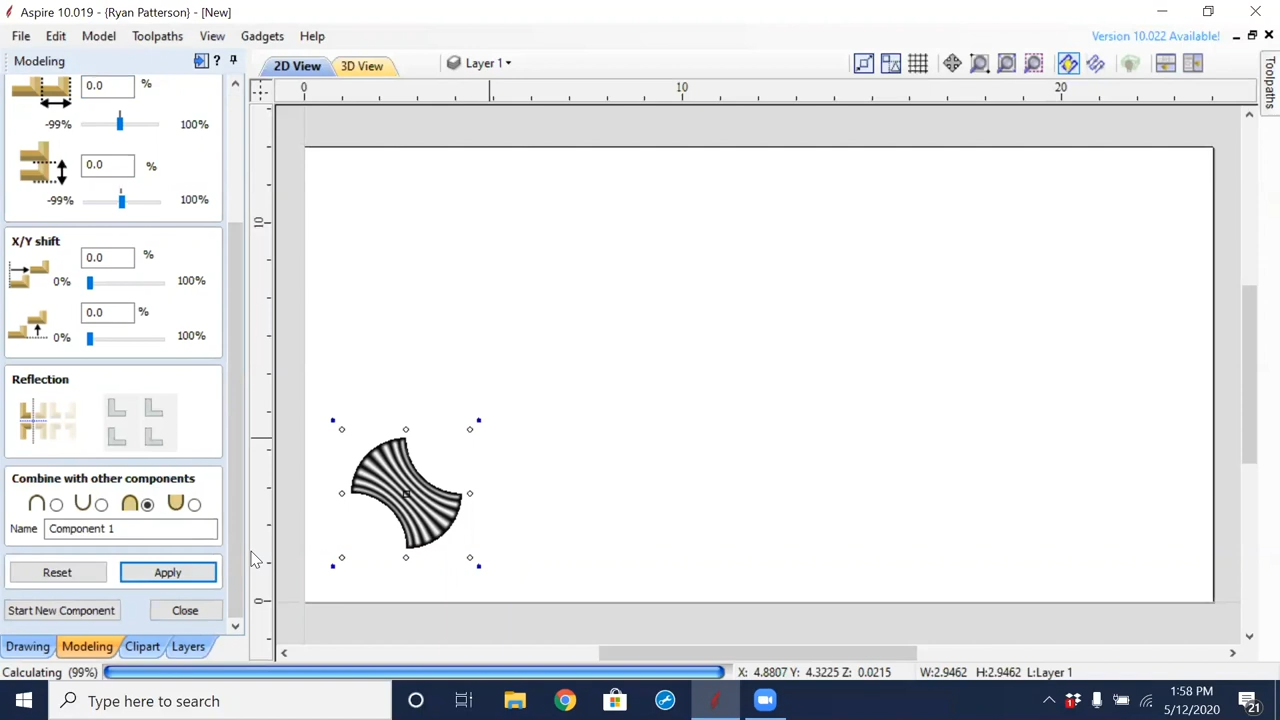 Aspire 10.019 - {Ryan Patterson} - [New]
File Edit Model Toolpaths View Gadgets Help Version 10.022 Available!
Modeling
2D View 3D View Layer 1
0 10 20
Toolpaths
0.0 %
-99% 100%
0.0 %
-99% 100%
10
X/Y shift
0.0 %
0% 100%
0.0 %
0% 100%
Reflection
Combine with other components
Name Component 1
Reset Apply
0
Start New Component Close
Drawing Modeling Clipart Layers
Calculating (99%) X: 4.8807 Y: 4.3225 Z: 0.0215 W:2.9462 H:2.9462 L:Layer 1
Type here to search
1:58 PM
5/12/2020
21